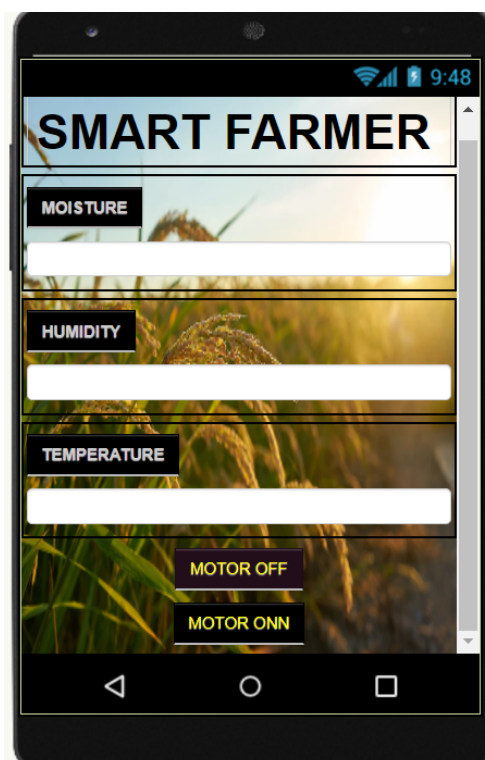 9:48
SMART FARMER
MOISTURE
HUMIDITY
TEMPERATURE
MOTOR OFF
MOTOR ONN